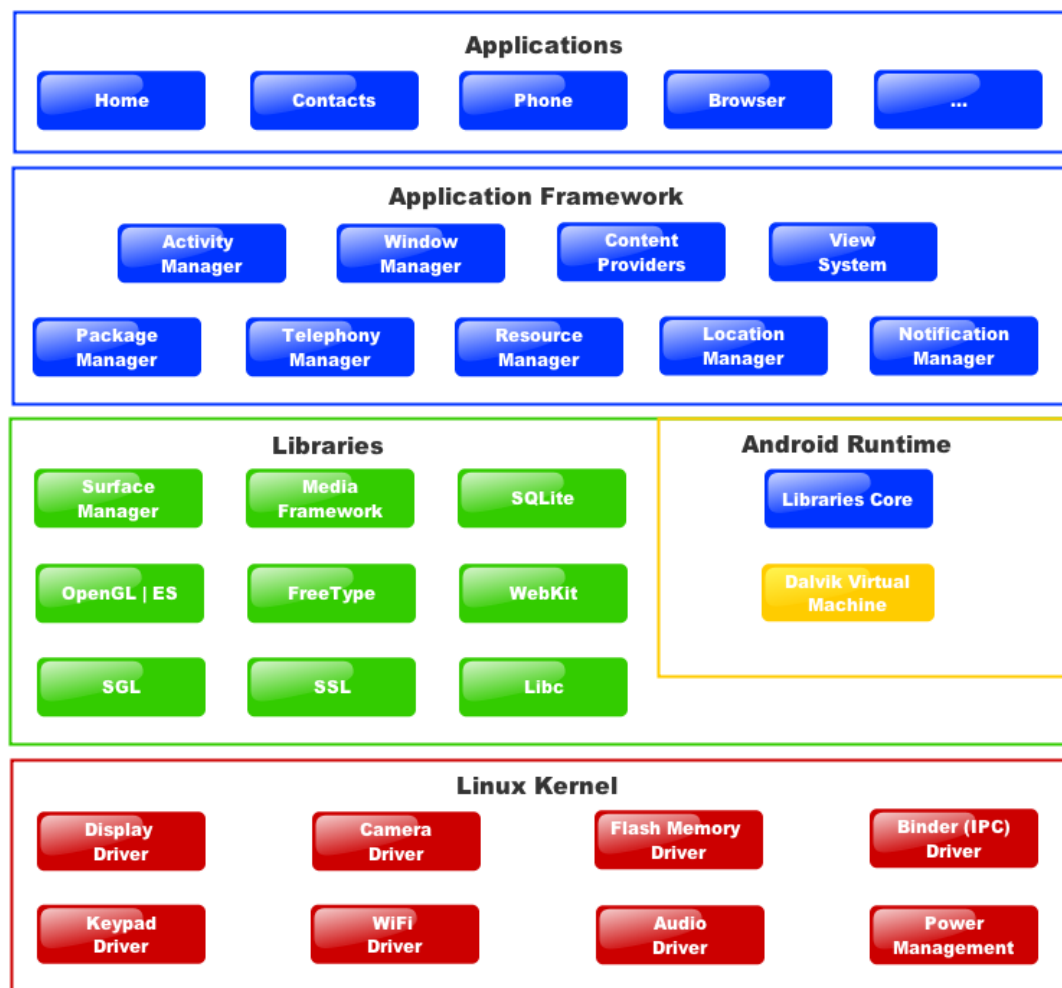 Applications
Home
Contacts
Phone
Browser
...
Application Framework
Activity
Manager
Window
Manager
Content
Providers
View
System
Package
Manager
Telephony
Manager
Resource
Manager
Location
Manager
Notification
Manager
Libraries
Surface
Manager
Media
Framework
SQLite
OpenGL | ES
FreeType
WebKit
SGL
SSL
Libc
Android Runtime
Libraries Core
Dalvik Virtual
Machine
Linux Kernel
Display
Driver
Camera
Driver
Flash Memory
Driver
Binder (IPC)
Driver
Keypad
Driver
WiFi
Driver
Audio
Driver
Power
Management